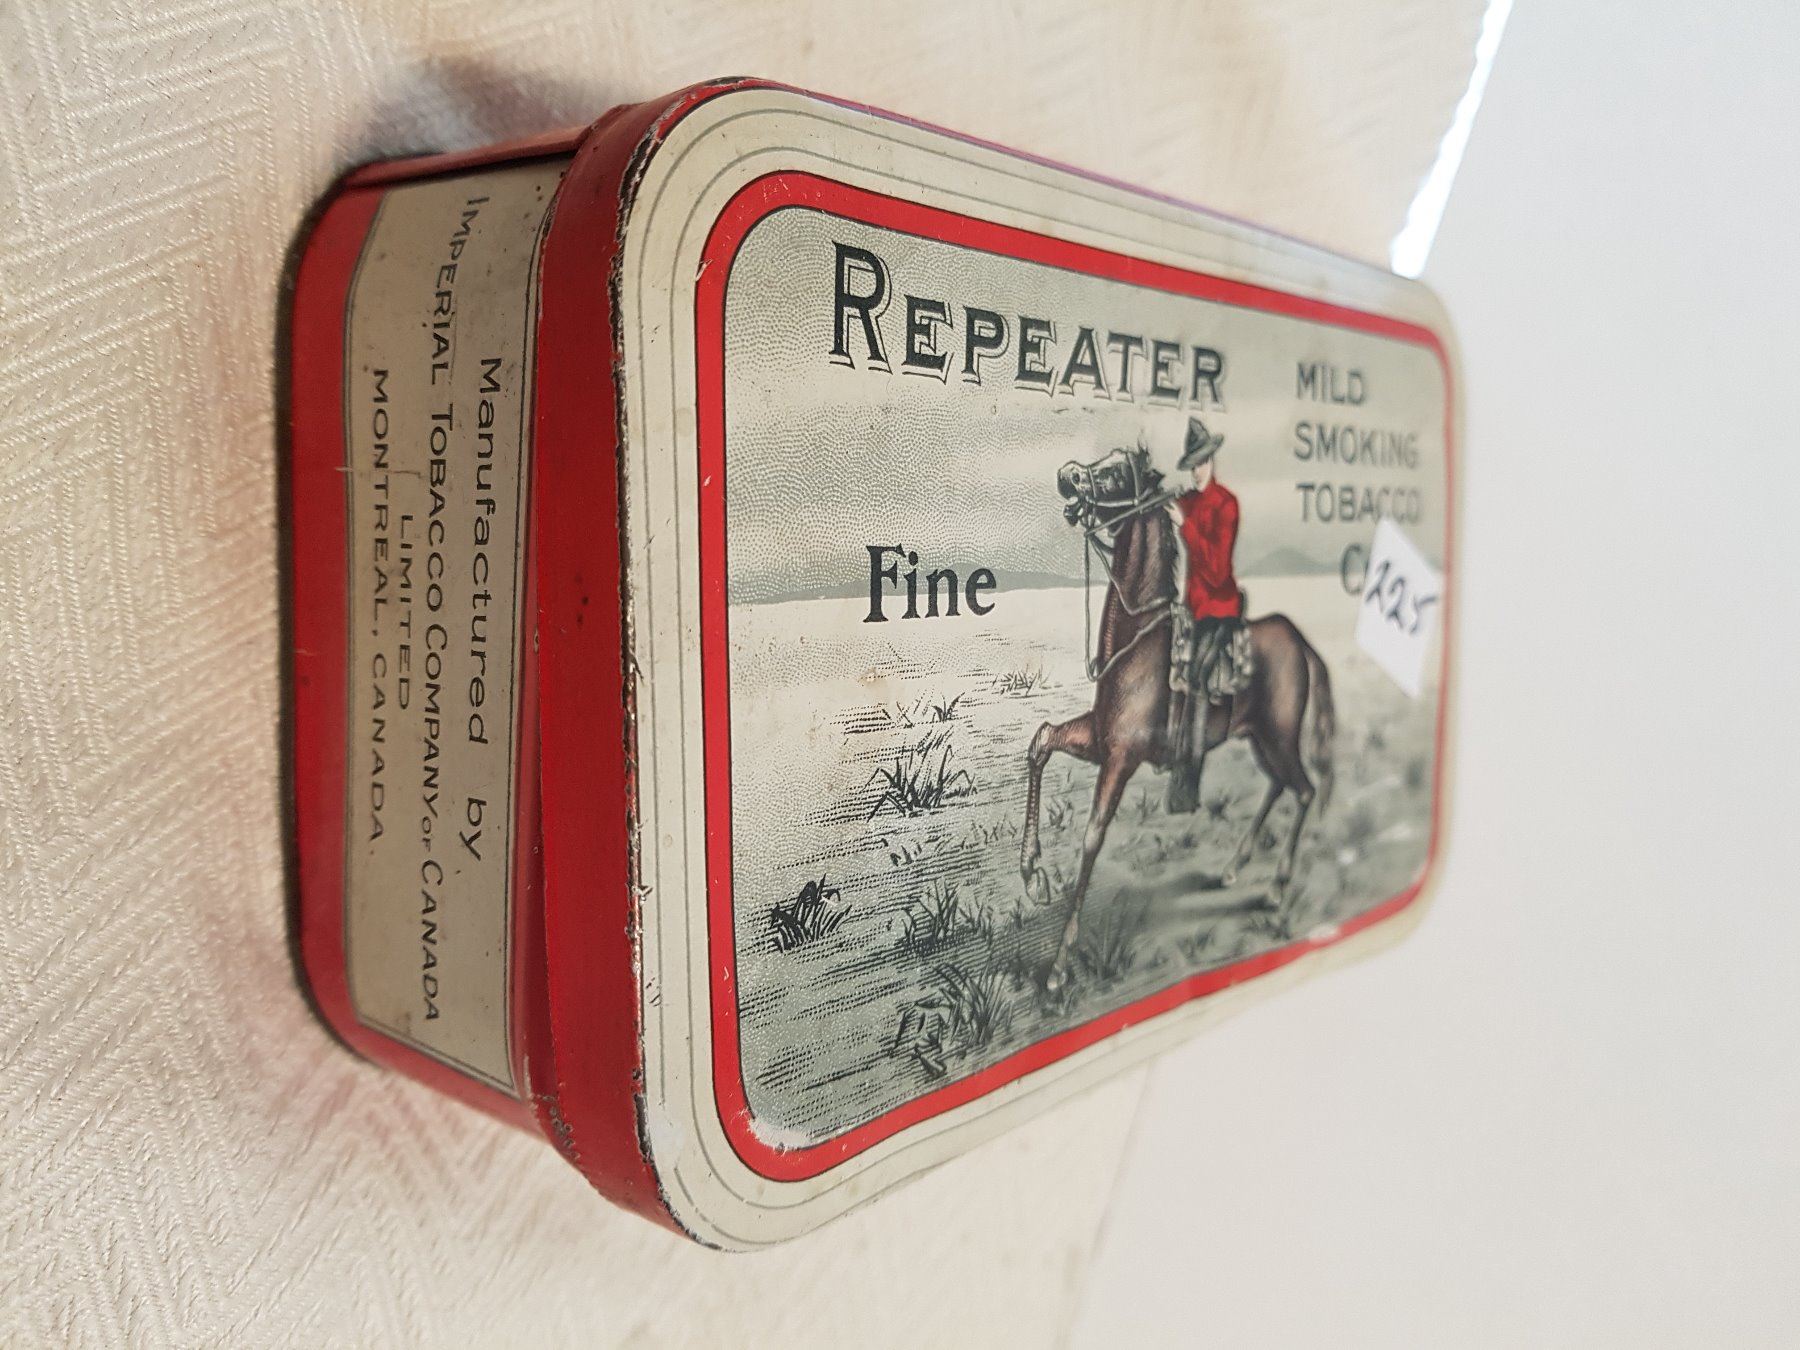 REPEATER
MILD
SMOKING
TOBACCO
Fine
225
Manufactured by
IMPERIAL TOBACCO COMPANY OF CANADA
LIMITED
MONTREAL, CANADA.